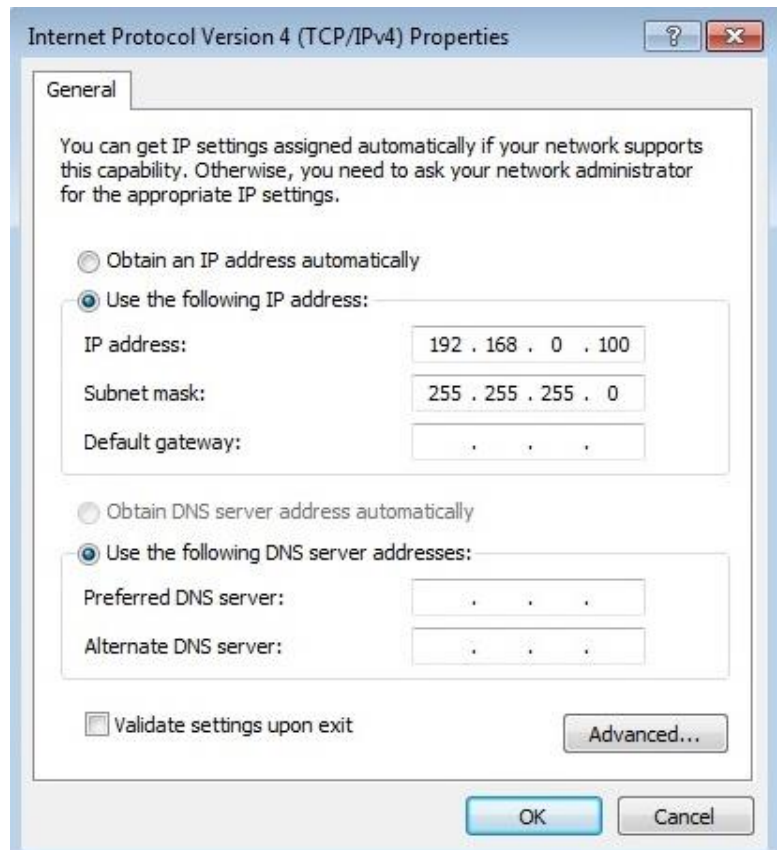 Internet Protocol Version 4 (TCP/IPv4) Properties
General
You can get IP settings assigned automatically if your network supports
this capability. Otherwise, you need to ask your network administrator
for the appropriate IP settings.
Obtain an IP address automatically
Use the following IP address:
IP address: 192 . 168 . 0 . 100
Subnet mask: 255 . 255 . 255 . 0
Default gateway: . . .
Obtain DNS server address automatically
Use the following DNS server addresses:
Preferred DNS server: . . .
Alternate DNS server: . . .
Validate settings upon exit
Advanced...
OK Cancel